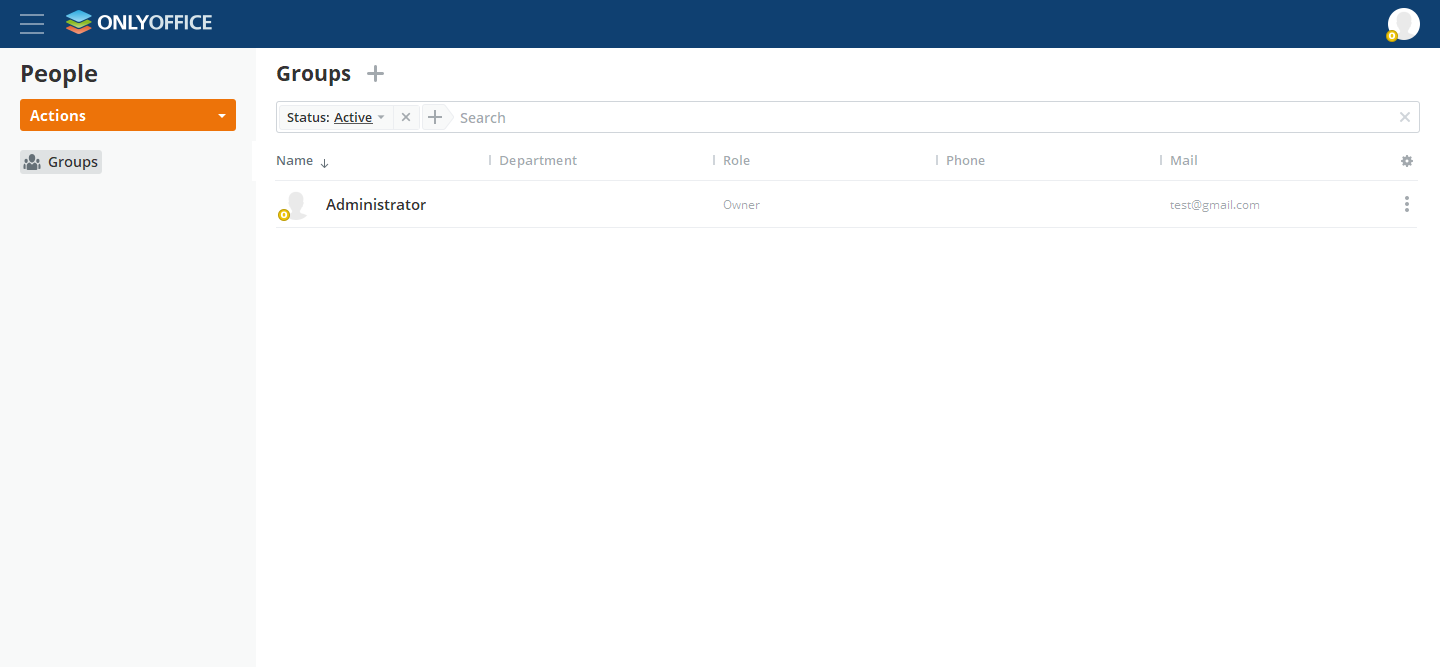 ONLYOFFICE
People
Groups
Actions
Status: Active
Search
Groups
Name
Department
Role
Phone
Mail
Administrator
Owner
test@gmail.com